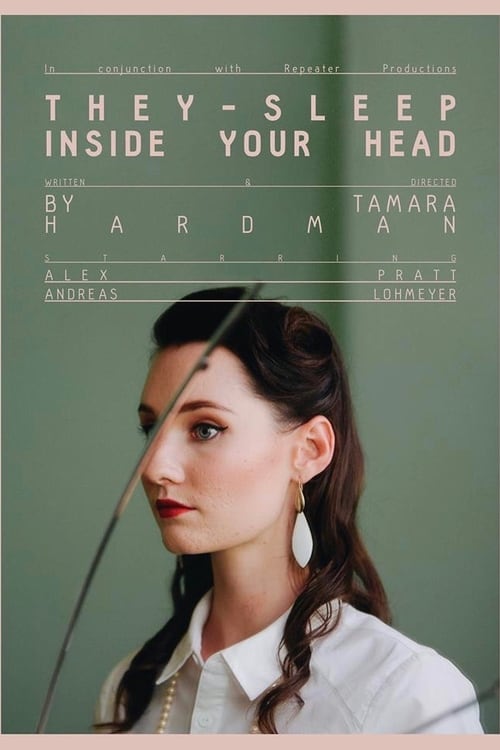 In conjunction with Repeater Productions
THEY-SLEEP
INSIDE YOUR HEAD
WRITTEN & DIRECTED
BY TAMARA
HARDMAN
STARRING
ALEX PRATT
ANDREAS LOHMEYER